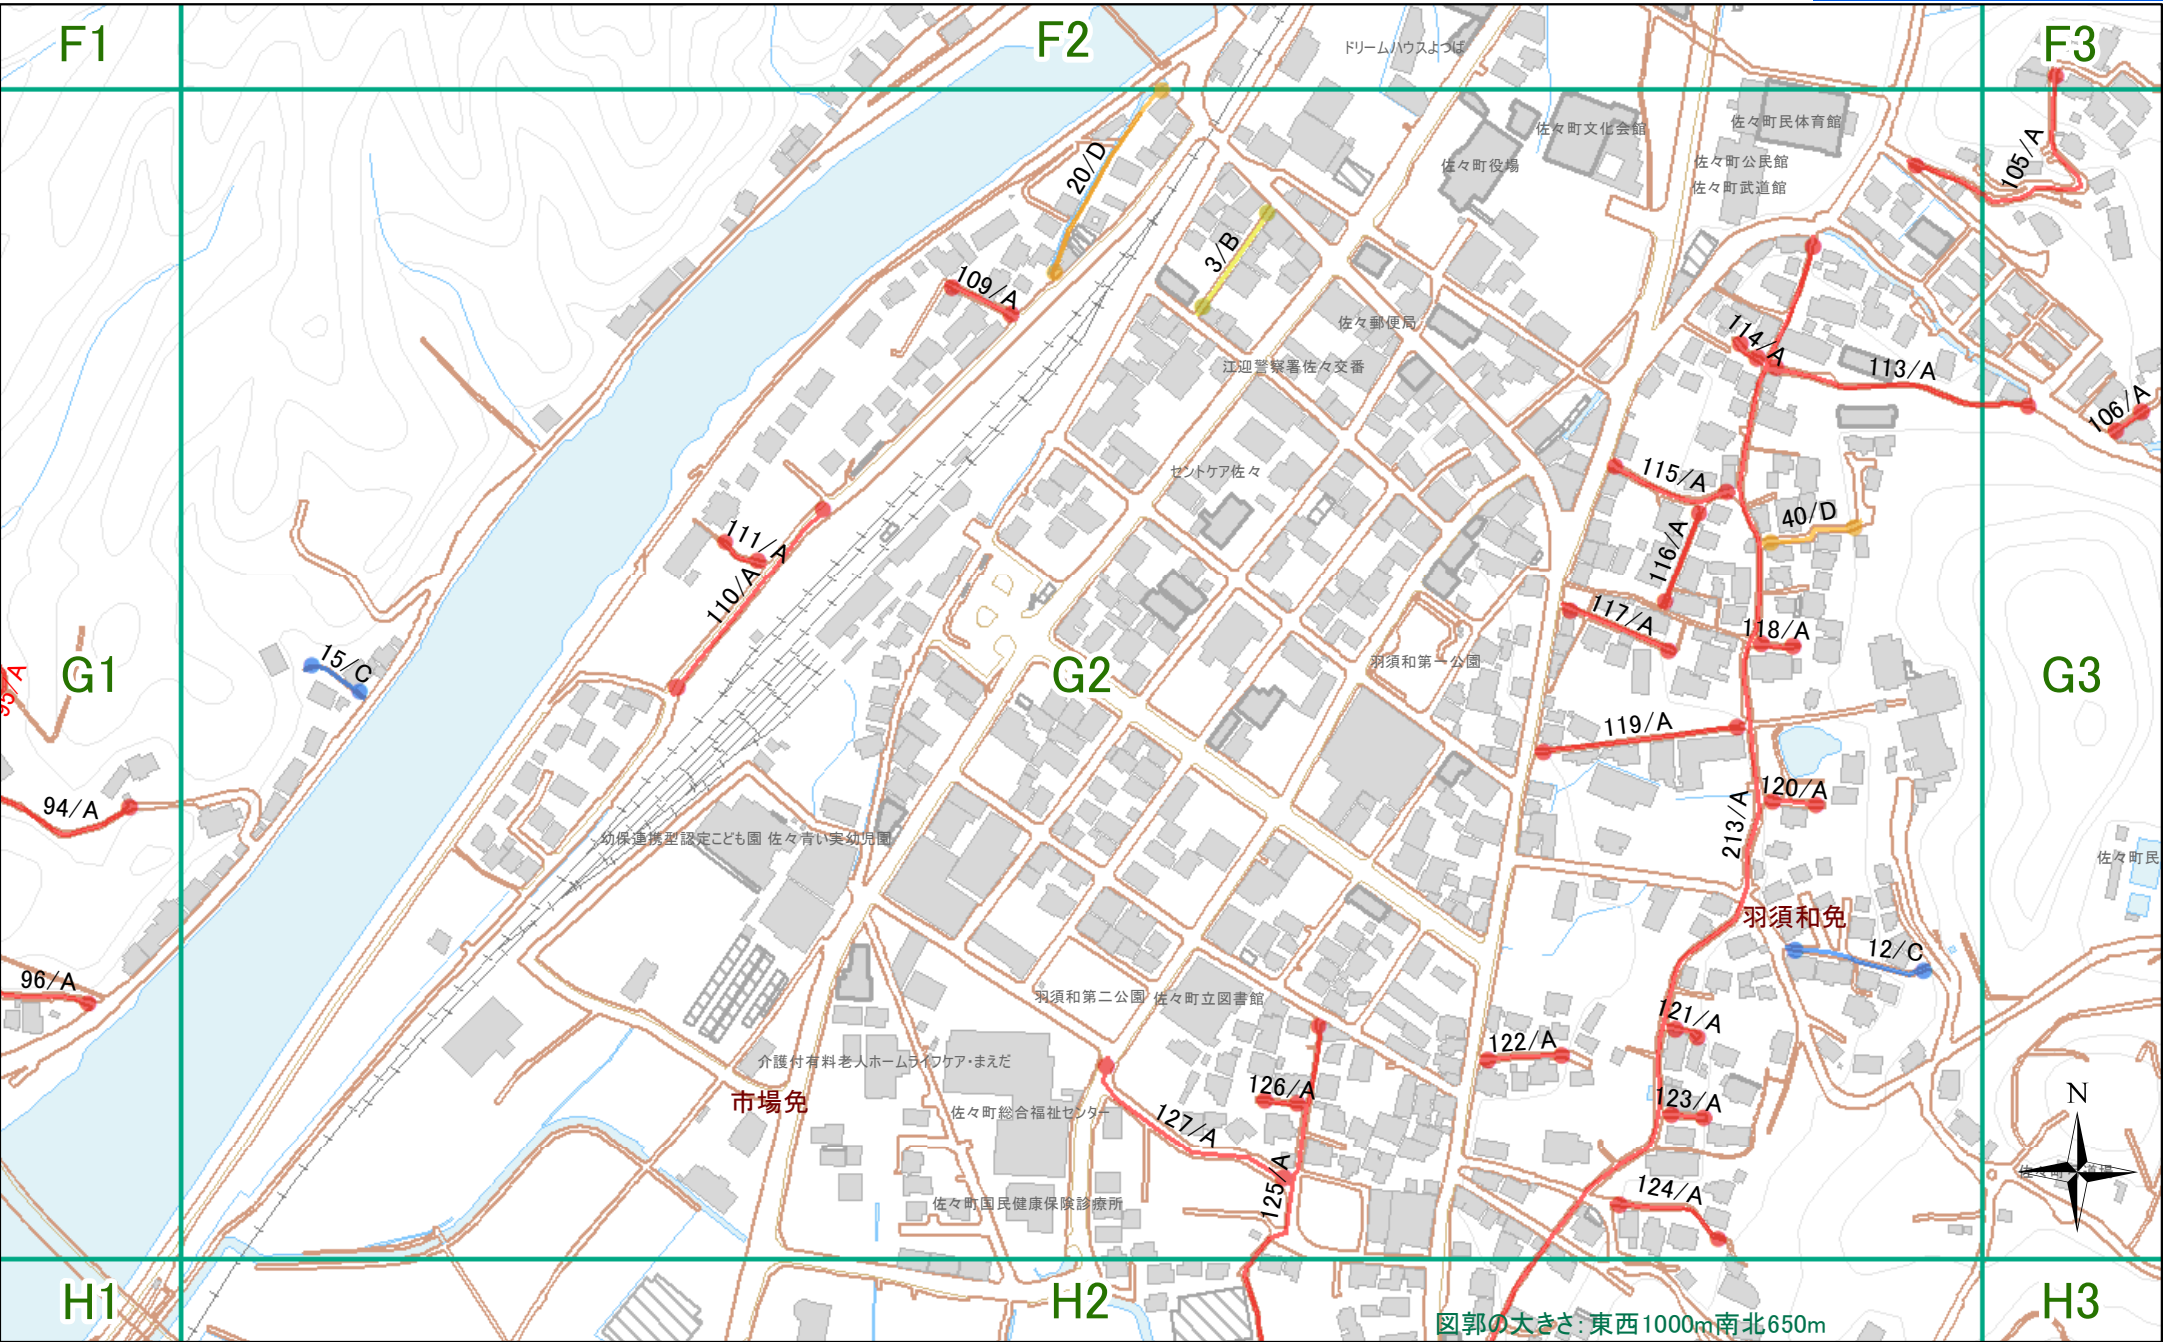 F1
F2
F3
ドリームハウスよつば
佐々町文化会館
佐々町民体育館
佐々町役場
佐々町公民館
佐々町武道館
105/A
20/D
3/B
109/A
佐々郵便局
114/A
江迎警察署佐々交番
113/A
106/A
セントケア佐々
115/A
40/D
111/A
116/A
110/A
117/A
118/A
15/C
羽須和第一公園
95/A
G1
G2
G3
119/A
120/A
94/A
213/A
幼保連携型認定こども園 佐々青い実幼児園
佐々町民
羽須和免
12/C
96/A
羽須和第二公園
佐々町立図書館
121/A
122/A
介護付有料老人ホームライフケア・まえだ
126/A
123/A
市場免
佐々町総合福祉センター
127/A
N
125/A
124/A
佐々町国民健康保険診療所
H1
H2
H3
図郭の大きさ:東西1000m南北650m